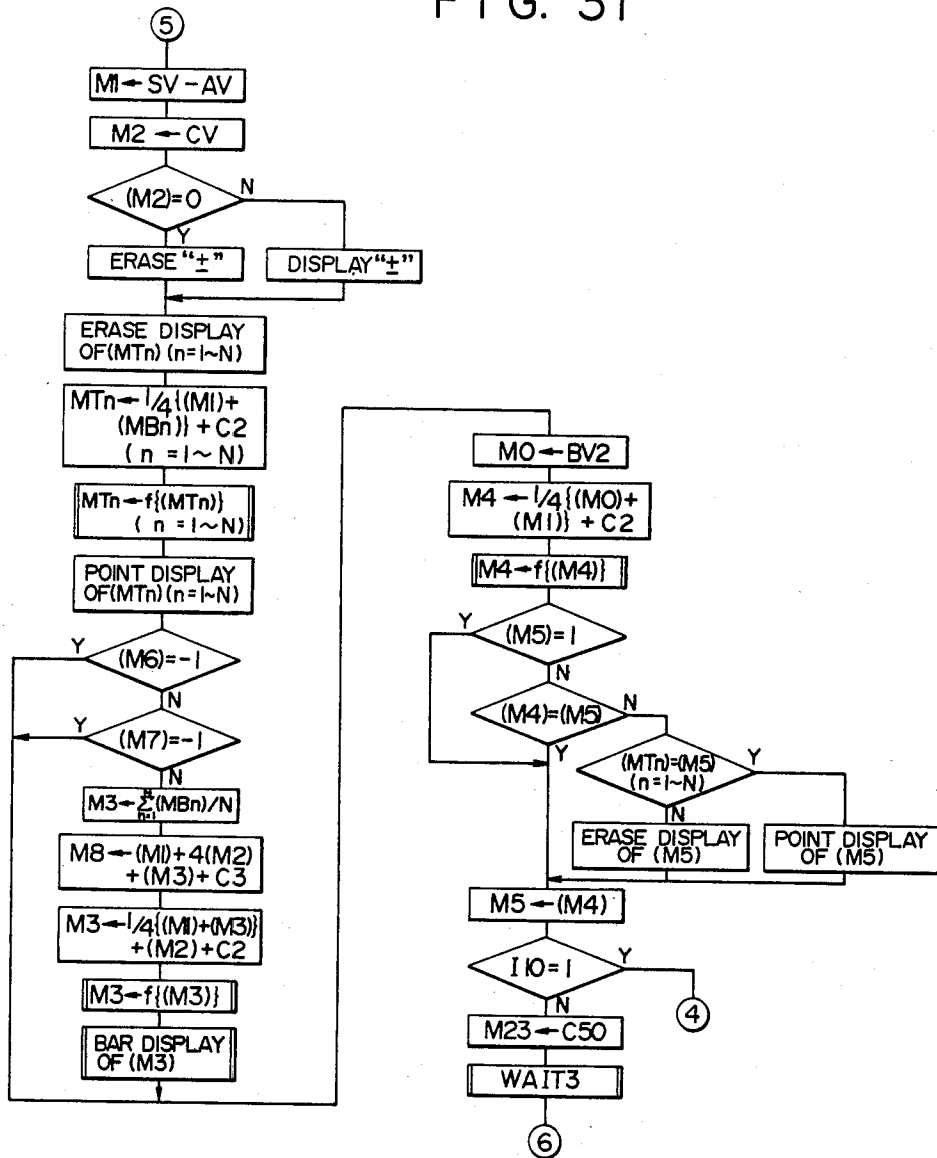 FIG. 31
5
M1←SV−AV
M2←CV
(M2)=0
N
Y
ERASE "±"
DISPLAY "±"
ERASE DISPLAY
OF(MTn)(n=1~N)
MTn←1/4{(M1)+
(MBn)}+C2
(n=1~N)
MTn←f{(MTn)}
(n=1~N)
POINT DISPLAY
OF(MTn)(n=1~N)
Y
(M6)=-1
N
Y
(M7)=-1
N
M3←∑(MBn)/N
N
n=1
M8←(M1)+4(M2)
+(M3)+C3
M3←1/4{(M1)+(M3)}
+(M2)+C2
M3←f{(M3)}
BAR DISPLAY
OF(M3)
M0←BV2
M4←1/4{(M0)+
(M1)}+C2
M4←f{(M4)}
Y
(M5)=1
N
(M4)=(M5)
N
Y
(MTn)=(M5)
(n=1~N)
Y
N
ERASE DISPLAY
OF (M5)
POINT DISPLAY
OF (M5)
M5←(M4)
I10=1
Y
N
4
M23←C50
WAIT3
6